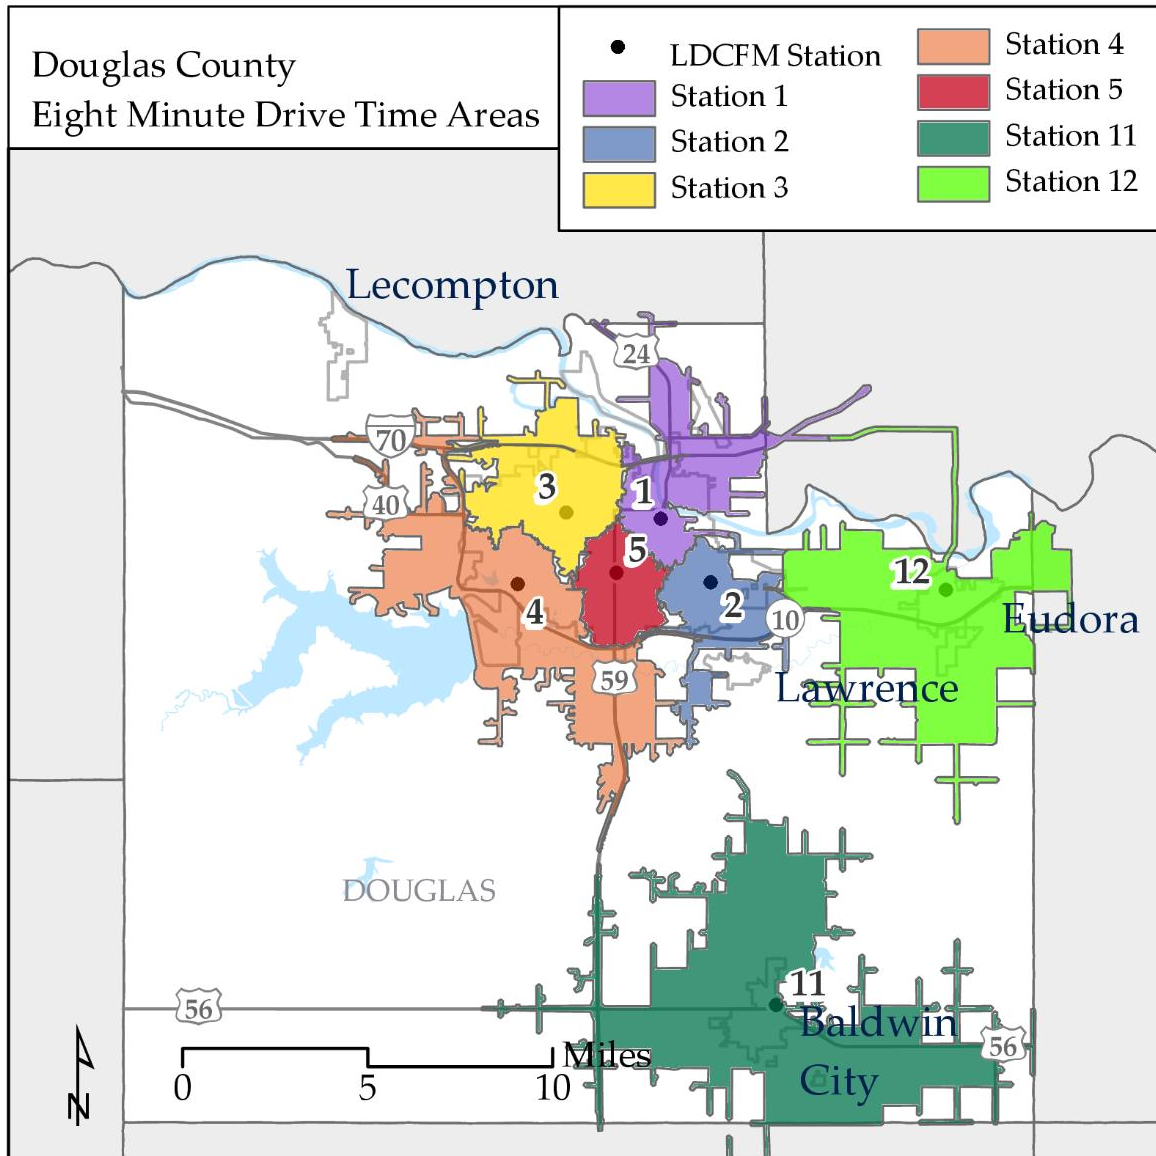 Douglas County
Eight Minute Drive Time Areas
LDCFM Station
Station 1
Station 2
Station 3
Station 4
Station 5
Station 11
Station 12
Lecompton
24
70
40
3
1
5
4
2
12
10
Eudora
59
Lawrence
DOUGLAS
11
56
Baldwin
City
56
Miles
0 5 10
N